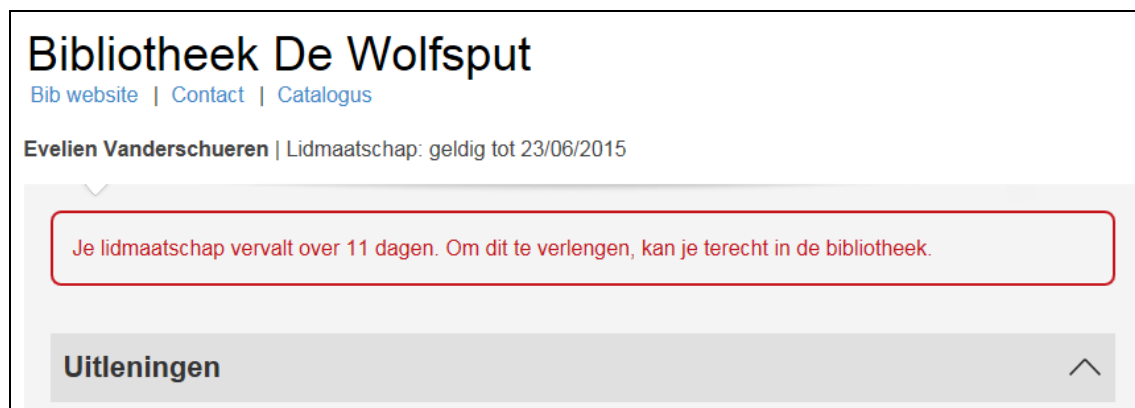 Bibliotheek De Wolfsput
Bib website | Contact | Catalogus
Evelien Vanderschueren | Lidmaatschap: geldig tot 23/06/2015
Je lidmaatschap vervalt over 11 dagen. Om dit te verlengen, kan je terecht in de bibliotheek.
Uitleningen